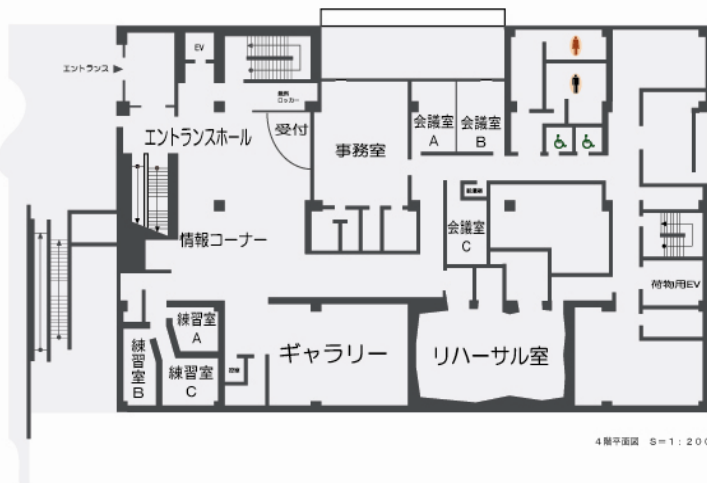 エントランス
EV
エントランスホール
受付
ロッカー
事務室
会議室
A
会議室
B
会議室
C
情報コーナー
荷物用EV
練習室
A
練習室
B
練習室
C
ギャラリー
リハーサル室
4階平面図 S=1:200